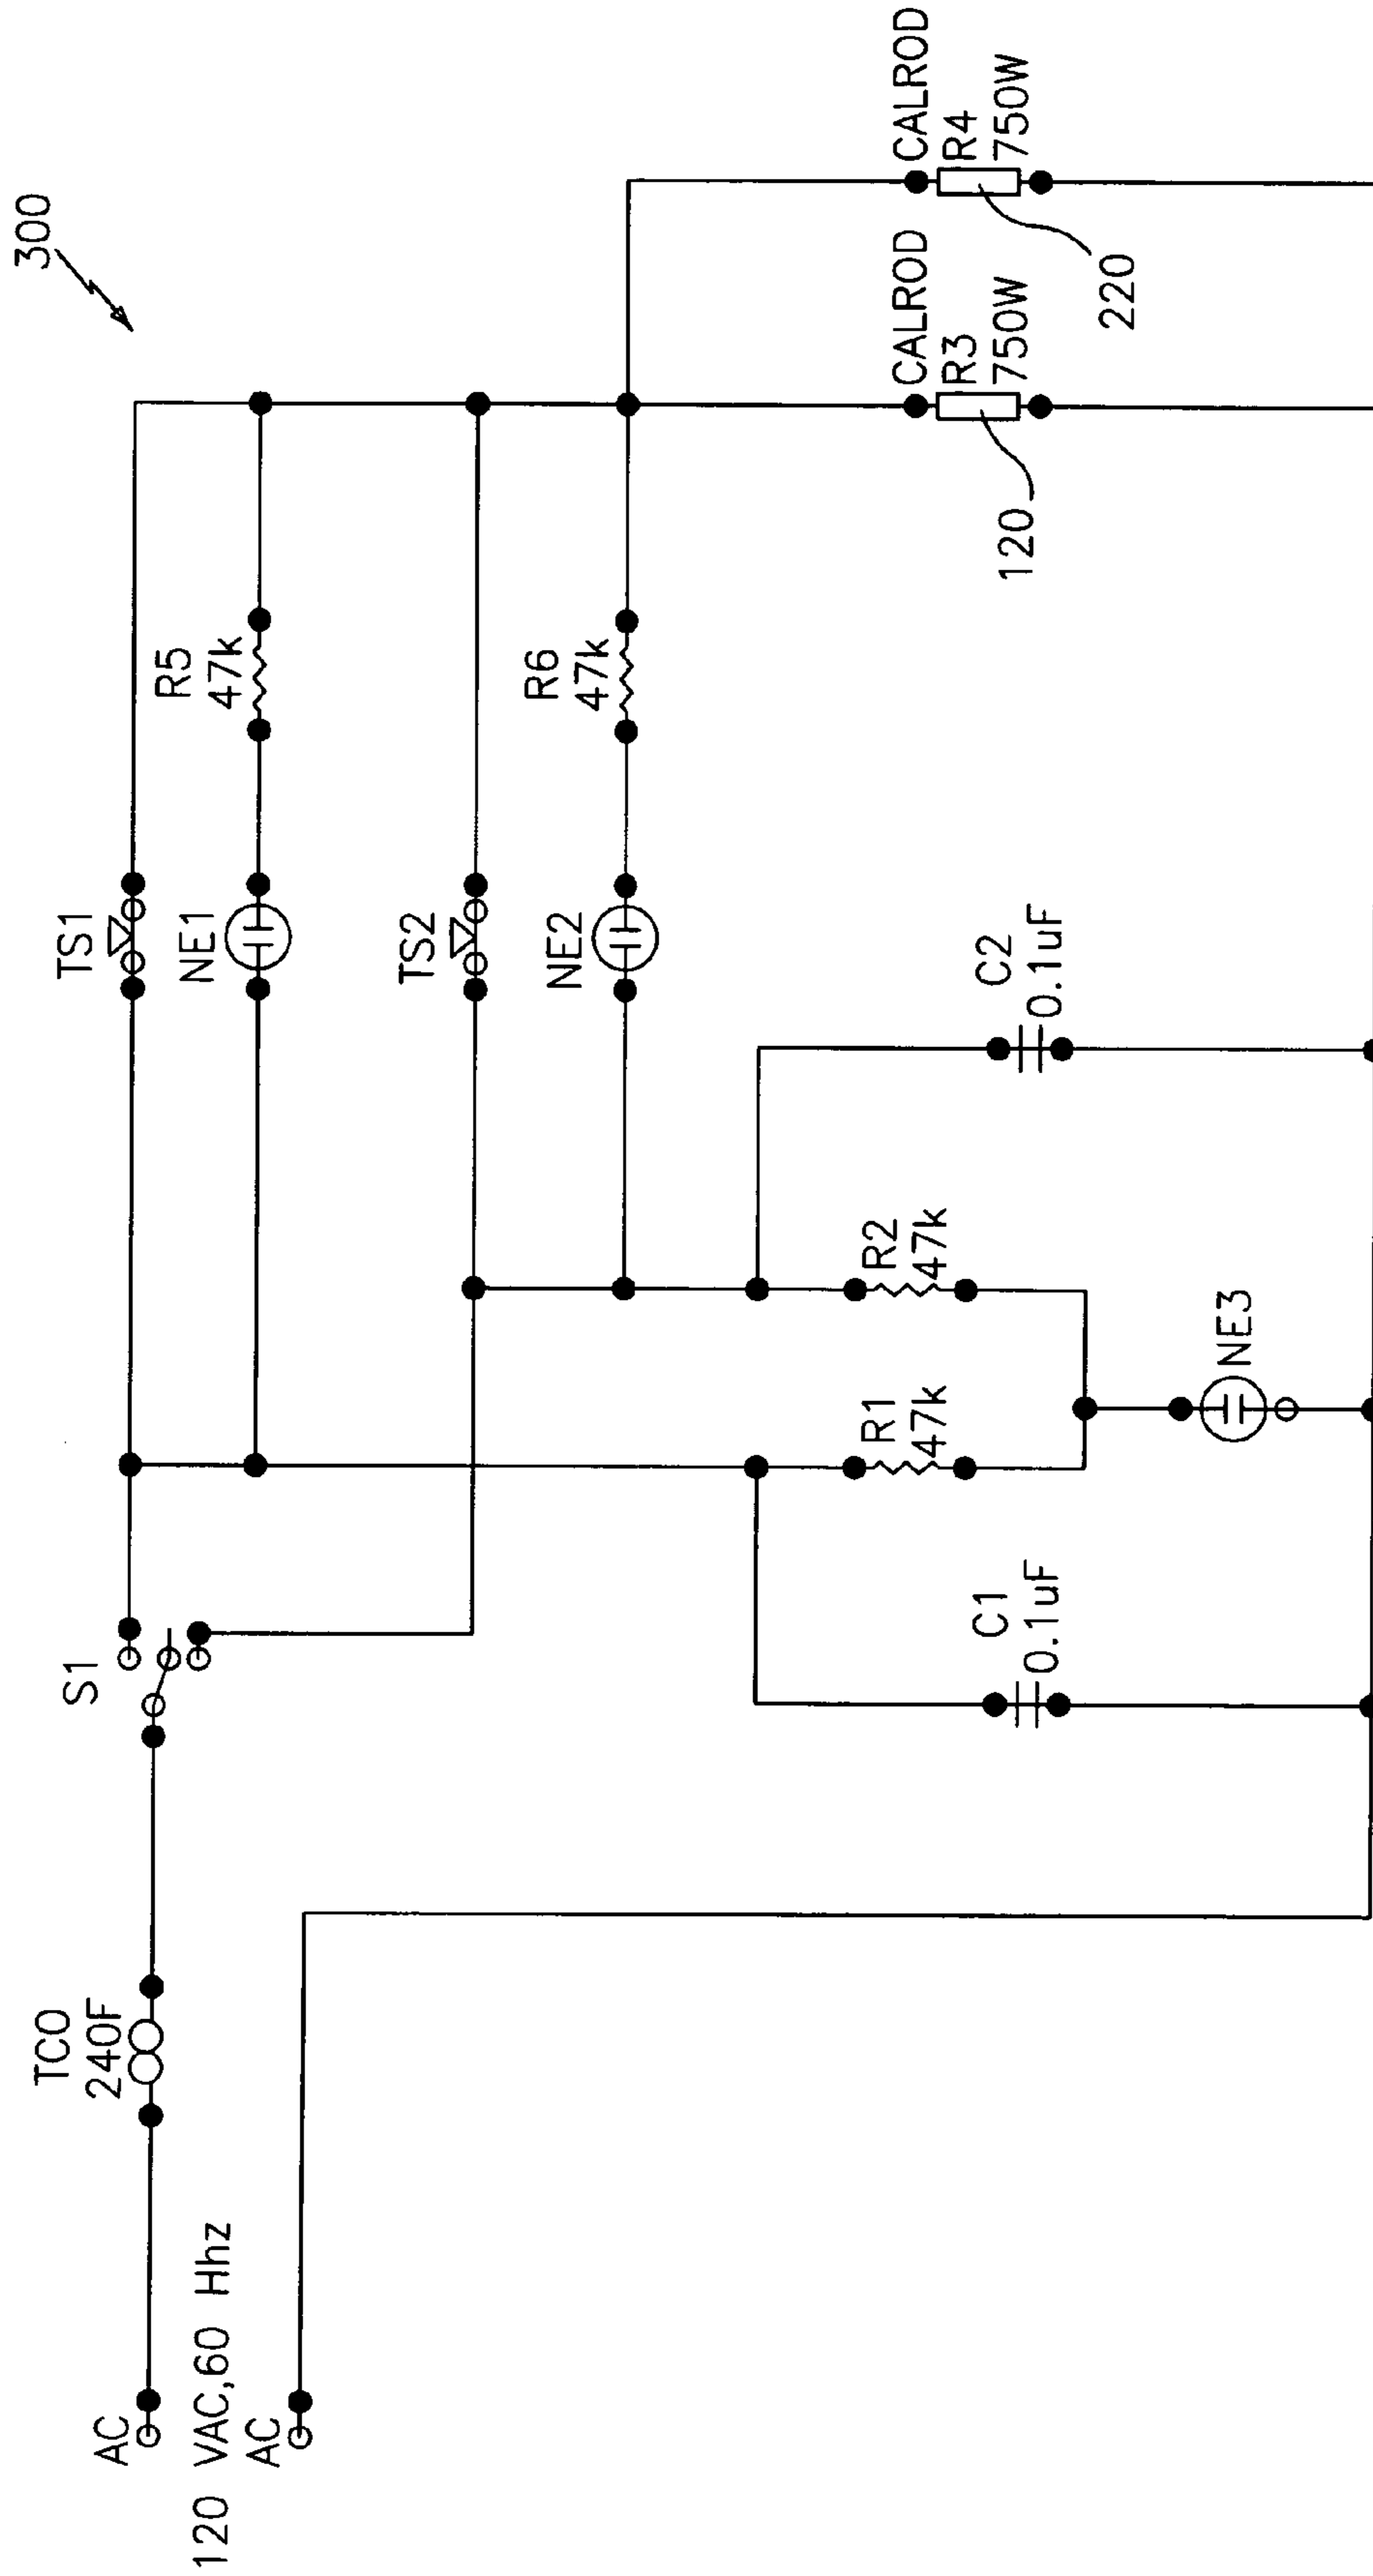 300
TCO
240F
S1
TS1
R5
47k
NE1
AC
120 VAC,60 Hhz
AC
TS2
R6
47k
NE2
R1
47k
R2
47k
C1
0.1uF
C2
0.1uF
NE3
CALROD
R3
750W
120
CALROD
R4
750W
220